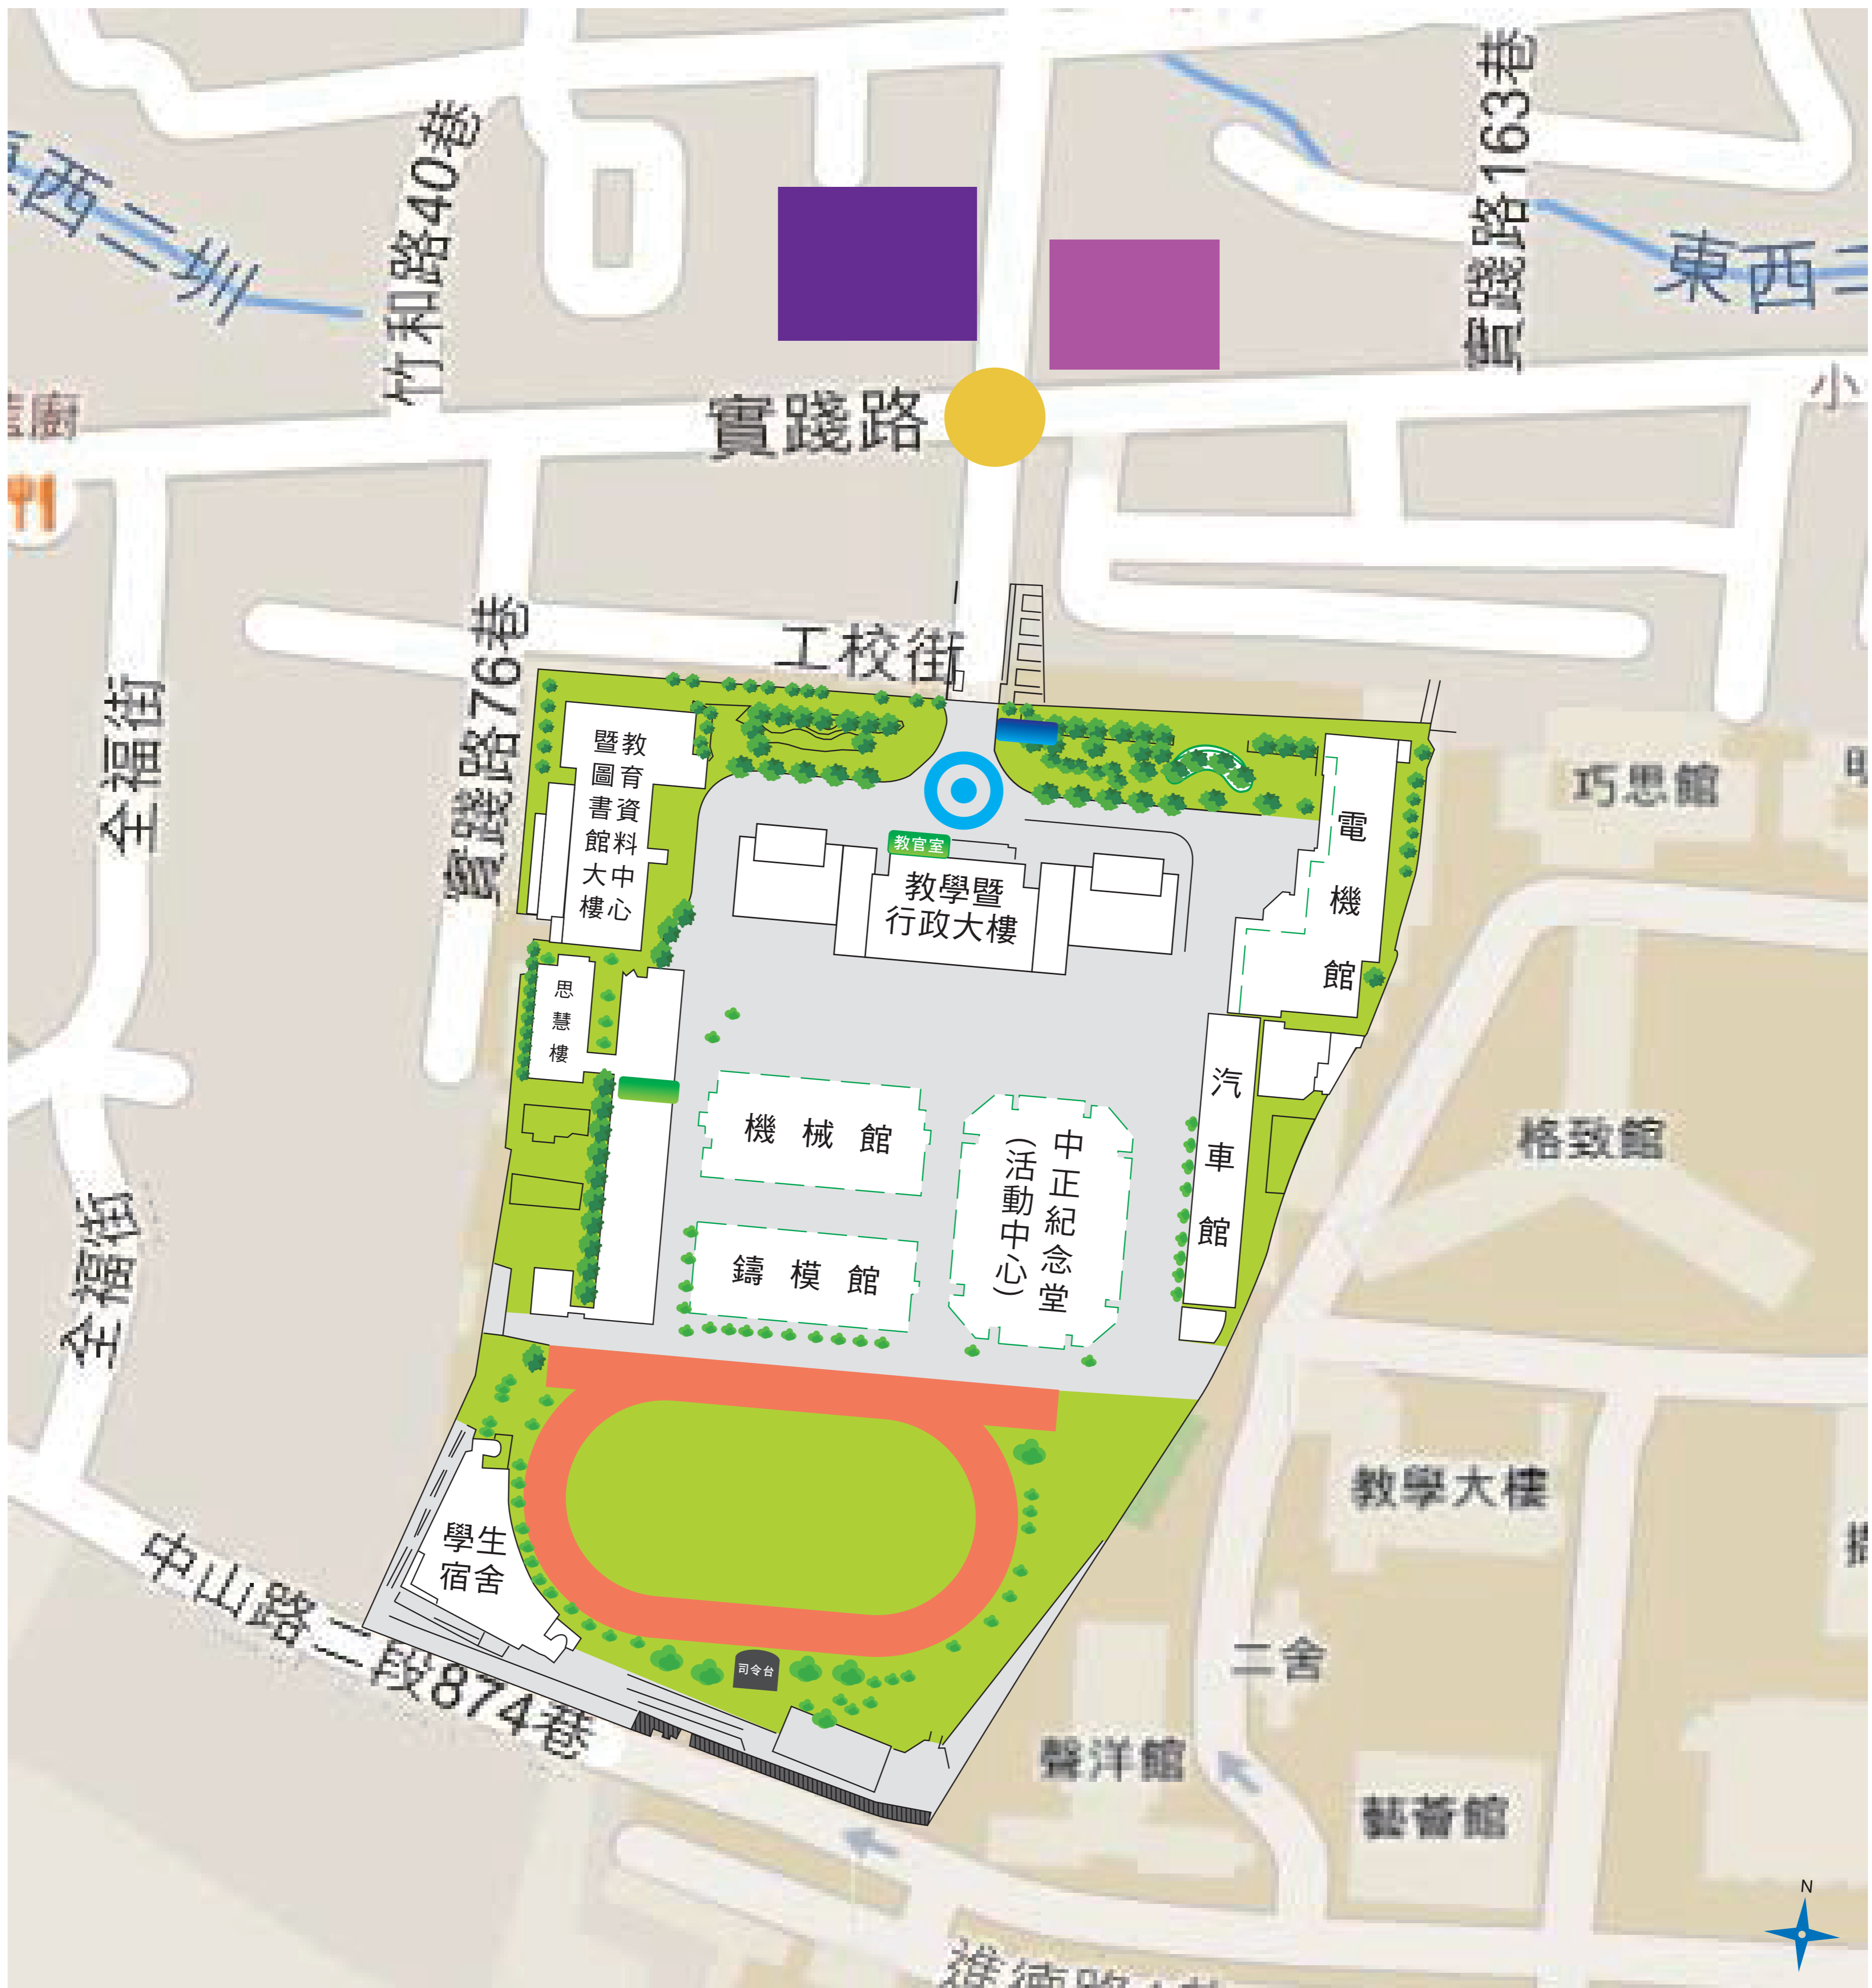 實踐路163巷
竹和路40巷
西三圳
東西
小
廚
實踐路
工校街
實踐路76巷
全福街
教育資料中心
暨圖書館大樓
教官室
教學暨
行政大樓
電機館
巧思館
思慧樓
汽車館
機械館
中正紀念堂
(活動中心)
格致館
鑄模館
全福街
教學大樓
學生
宿舍
中山路二段874巷
司令台
二舍
聲洋館
藝薈館
N